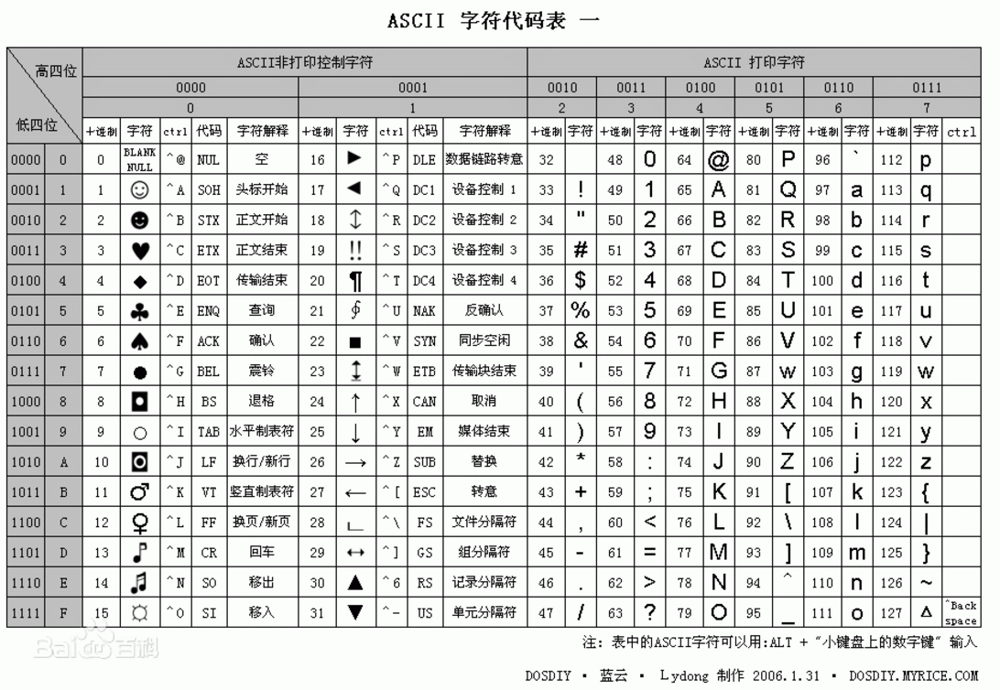 ASCII 字符代码表 一
高四位 ASCII非打印控制字符 ASCII 打印字符
0000 0001 0010 0011 0100 0101 0110 0111
低四位 0 1 2 3 4 5 6 7
十进制 字符 ctrl 代码 字符解释 十进制 字符 ctrl 代码 字符解释 十进制 字符 十进制 字符 十进制 字符 十进制 字符 十进制 字符 十进制 字符 ctrl
0000 0 0 BLANK NULL ^@ NUL 空 16 ► ^P DLE 数据链路转意 32 48 0 64 @ 80 P 96 ` 112 p
0001 1 1 ☺ ^A SOH 头标开始 17 ◄ ^Q DC1 设备控制 1 33 ! 49 1 65 A 81 Q 97 a 113 q
0010 2 2 ☻ ^B STX 正文开始 18 ↕ ^R DC2 设备控制 2 34 " 50 2 66 B 82 R 98 b 114 r
0011 3 3 ♥ ^C ETX 正文结束 19 ‼ ^S DC3 设备控制 3 35 # 51 3 67 C 83 S 99 c 115 s
0100 4 4 ♦ ^D EOT 传输结束 20 ¶ ^T DC4 设备控制 4 36 $ 52 4 68 D 84 T 100 d 116 t
0101 5 5 ♣ ^E ENQ 查询 21 ∮ ^U NAK 反确认 37 % 53 5 69 E 85 U 101 e 117 u
0110 6 6 ♠ ^F ACK 确认 22 ■ ^V SYN 同步空闲 38 & 54 6 70 F 86 V 102 f 118 v
0111 7 7 ● ^G BEL 震铃 23 ↨ ^W ETB 传输块结束 39 ' 55 7 71 G 87 w 103 g 119 w
1000 8 8 ◘ ^H BS 退格 24 ↑ ^X CAN 取消 40 ( 56 8 72 H 88 X 104 h 120 x
1001 9 9 ○ ^I TAB 水平制表符 25 ↓ ^Y EM 媒体结束 41 ) 57 9 73 I 89 Y 105 i 121 y
1010 A 10 ◙ ^J LF 换行/新行 26 → ^Z SUB 替换 42 * 58 : 74 J 90 Z 106 j 122 z
1011 B 11 ♂ ^K VT 竖直制表符 27 ← ^[ ESC 转意 43 + 59 ; 75 K 91 [ 107 k 123 {
1100 C 12 ♀ ^L FF 换页/新页 28 ∟ ^\ FS 文件分隔符 44 , 60 < 76 L 92 \ 108 l 124 |
1101 D 13 ♪ ^M CR 回车 29 ↔ ^] GS 组分隔符 45 - 61 = 77 M 93 ] 109 m 125 }
1110 E 14 ♫ ^N SO 移出 30 ▲ ^6 RS 记录分隔符 46 . 62 > 78 N 94 ^ 110 n 126 ~
1111 F 15 ☼ ^O SI 移入 31 ▼ ^- US 单元分隔符 47 / 63 ? 79 O 95 _ 111 o 127 Δ ^Back space
注: 表中的ASCII字符可以用:ALT + "小键盘上的数字键" 输入
Bai百科
DOSDIY · 蓝云 · Lydong 制作 2006.1.31 · DOSDIY.MYRICE.COM